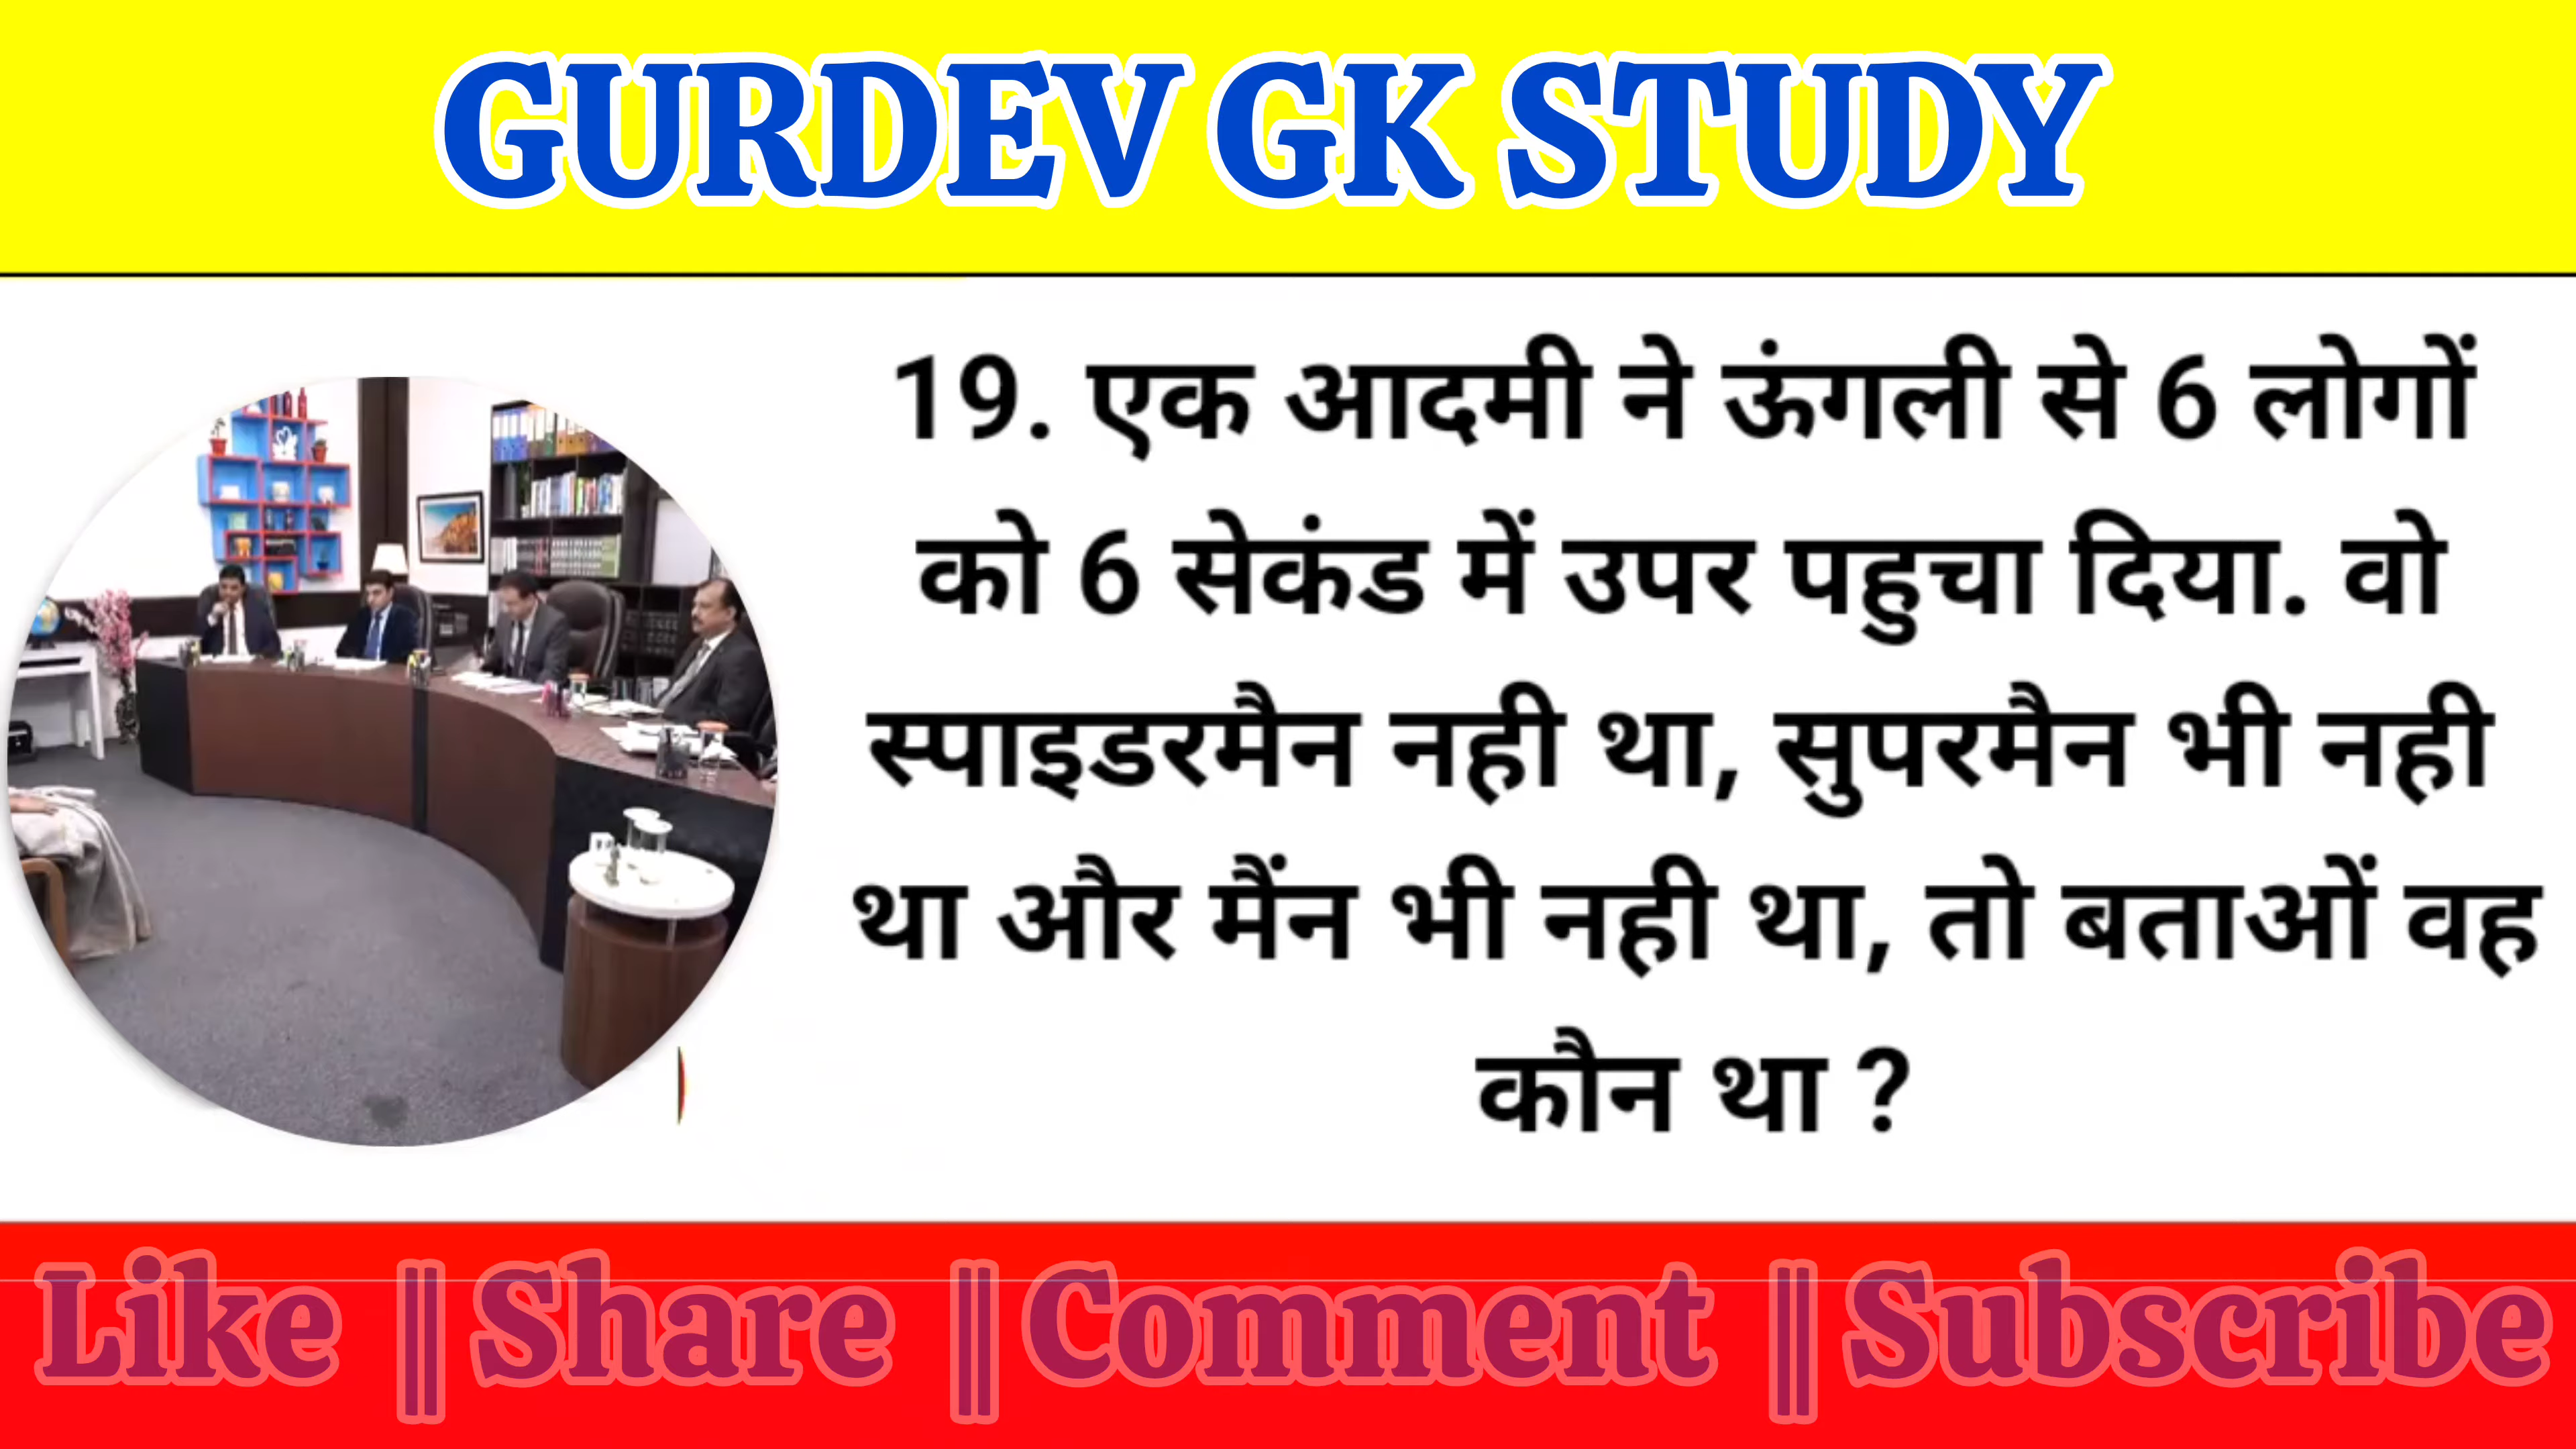 GURDEV GK STUDY
19. एक आदमी ने ऊंगली से 6 लोगों
को 6 सेकंड में उपर पहुचा दिया. वो
स्पाइडरमैन नही था, सुपरमैन भी नही
था और मैंन भी नही था, तो बताओं वह
कौन था ?
Like || Share || Comment || Subscribe